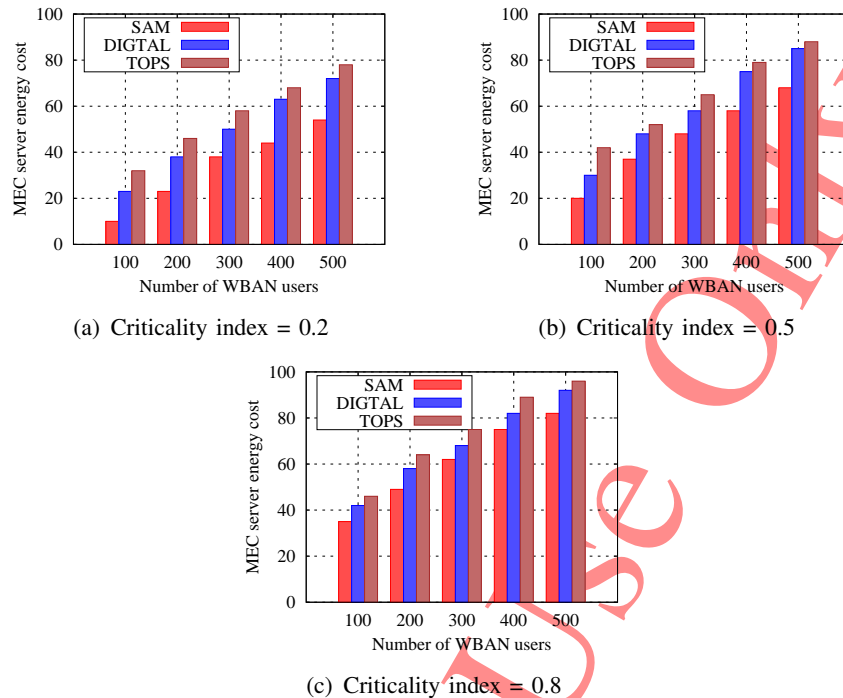 100
80
60
40
20
0
MEC server energy cost
SAM
DIGTAL
TOPS
100 200 300 400 500
Number of WBAN users
(a) Criticality index = 0.2
100
80
60
40
20
0
MEC server energy cost
SAM
DIGTAL
TOPS
100 200 300 400 500
Number of WBAN users
(b) Criticality index = 0.5
100
80
60
40
20
0
MEC server energy cost
SAM
DIGTAL
TOPS
100 200 300 400 500
Number of WBAN users
(c) Criticality index = 0.8
Use Only